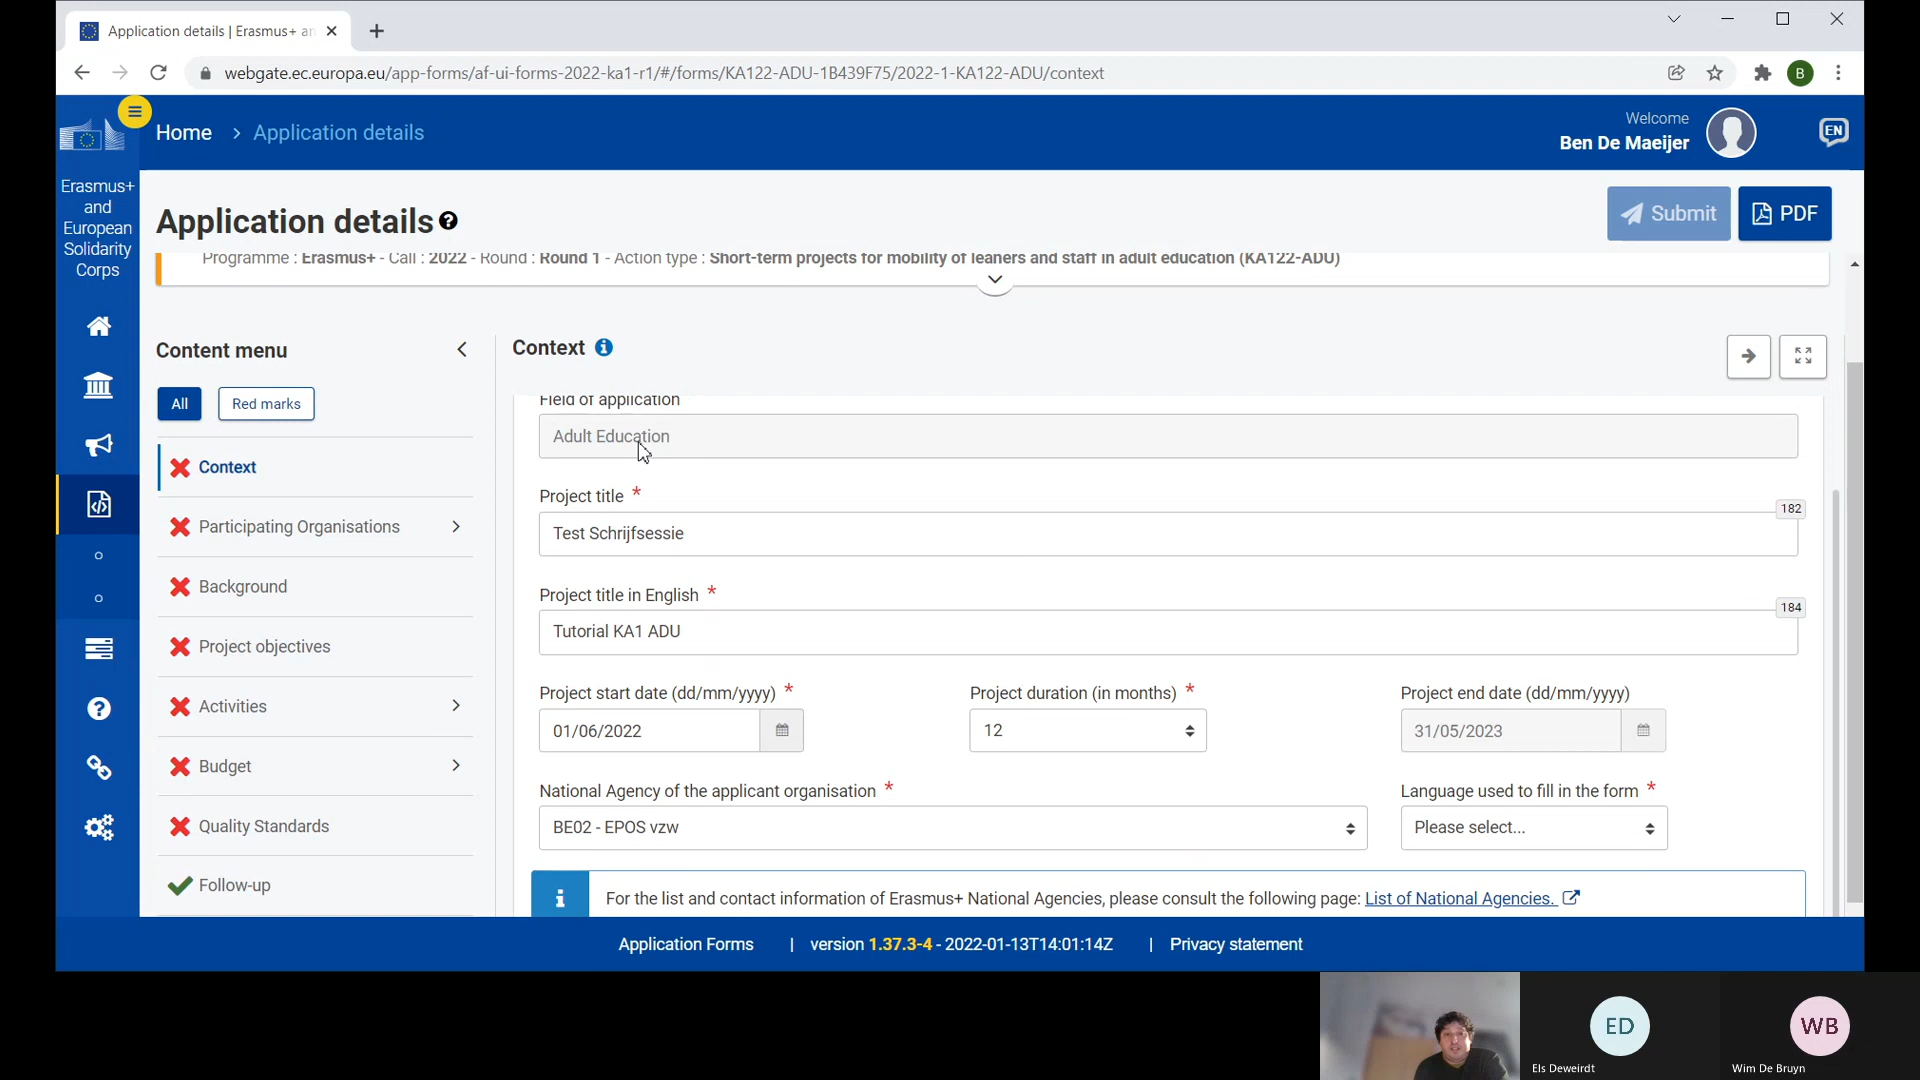 Application details | Erasmus+ an
webgate.ec.europa.eu/app-forms/af-ui-forms-2022-ka1-r1/#/forms/KA122-ADU-1B439F75/2022-1-KA122-ADU/context
B
Home > Application details
Welcome
Ben De Maeijer
EN
Erasmus+
and
European
Solidarity
Corps
Application details
Submit
PDF
Programme : Erasmus+ - Call : 2022 - Round : Round 1 - Action type : Short-term projects for mobility of leaners and staff in adult education (KA122-ADU)
Content menu
All
Red marks
Context
Participating Organisations
Background
Project objectives
Activities
Budget
Quality Standards
Follow-up
Context
Field of application
Adult Education
Project title *
182
Test Schrijfsessie
Project title in English *
184
Tutorial KA1 ADU
Project start date (dd/mm/yyyy) *
01/06/2022
Project duration (in months) *
12
Project end date (dd/mm/yyyy)
31/05/2023
National Agency of the applicant organisation *
BE02 - EPOS vzw
Language used to fill in the form *
Please select...
For the list and contact information of Erasmus+ National Agencies, please consult the following page: List of National Agencies.
Application Forms | version 1.37.3-4 - 2022-01-13T14:01:14Z | Privacy statement
ED
Els Deweirdt
WB
Wim De Bruyn